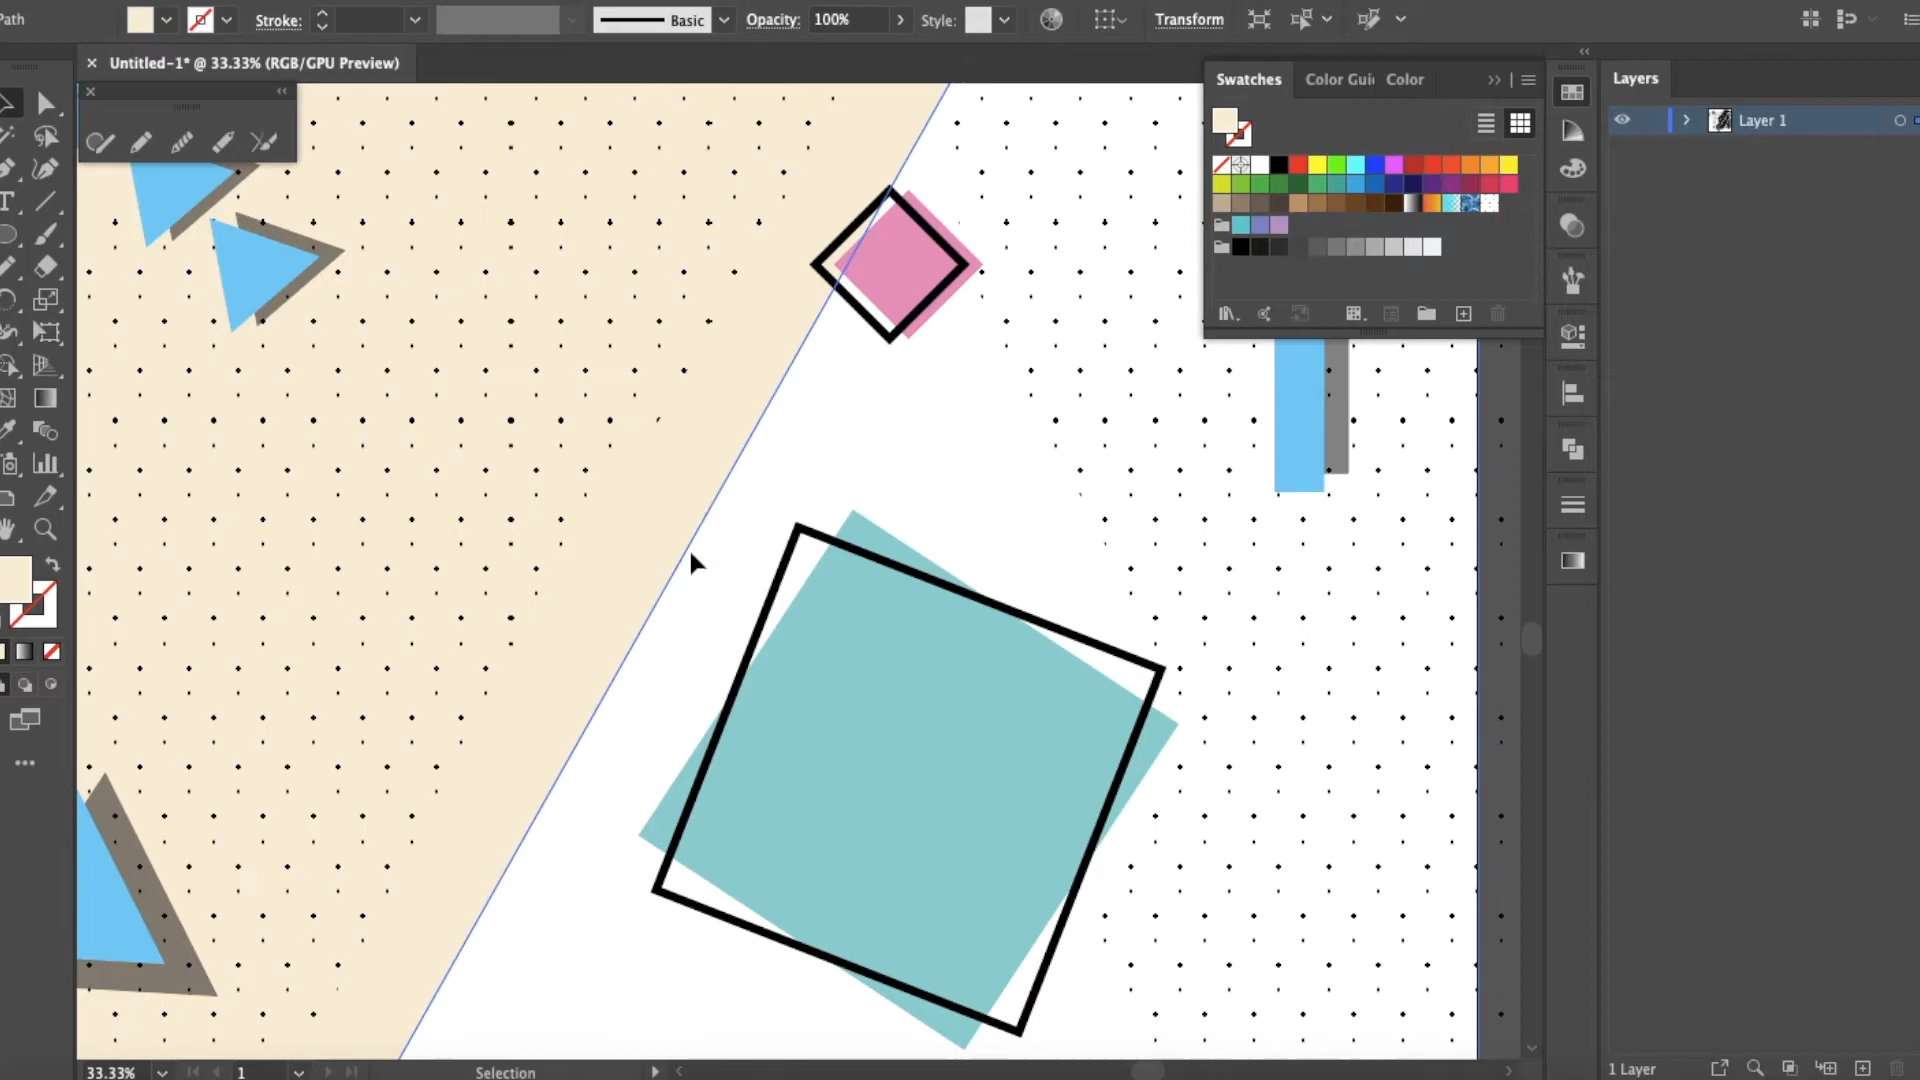 Path
Stroke:
Basic
Opacity: 100%
Style:
Transform
Untitled-1* @ 33.33% (RGB/GPU Preview)
Swatches
Color Gui
Color
Layers
Layer 1
33.33%
1
Selection
1 Layer